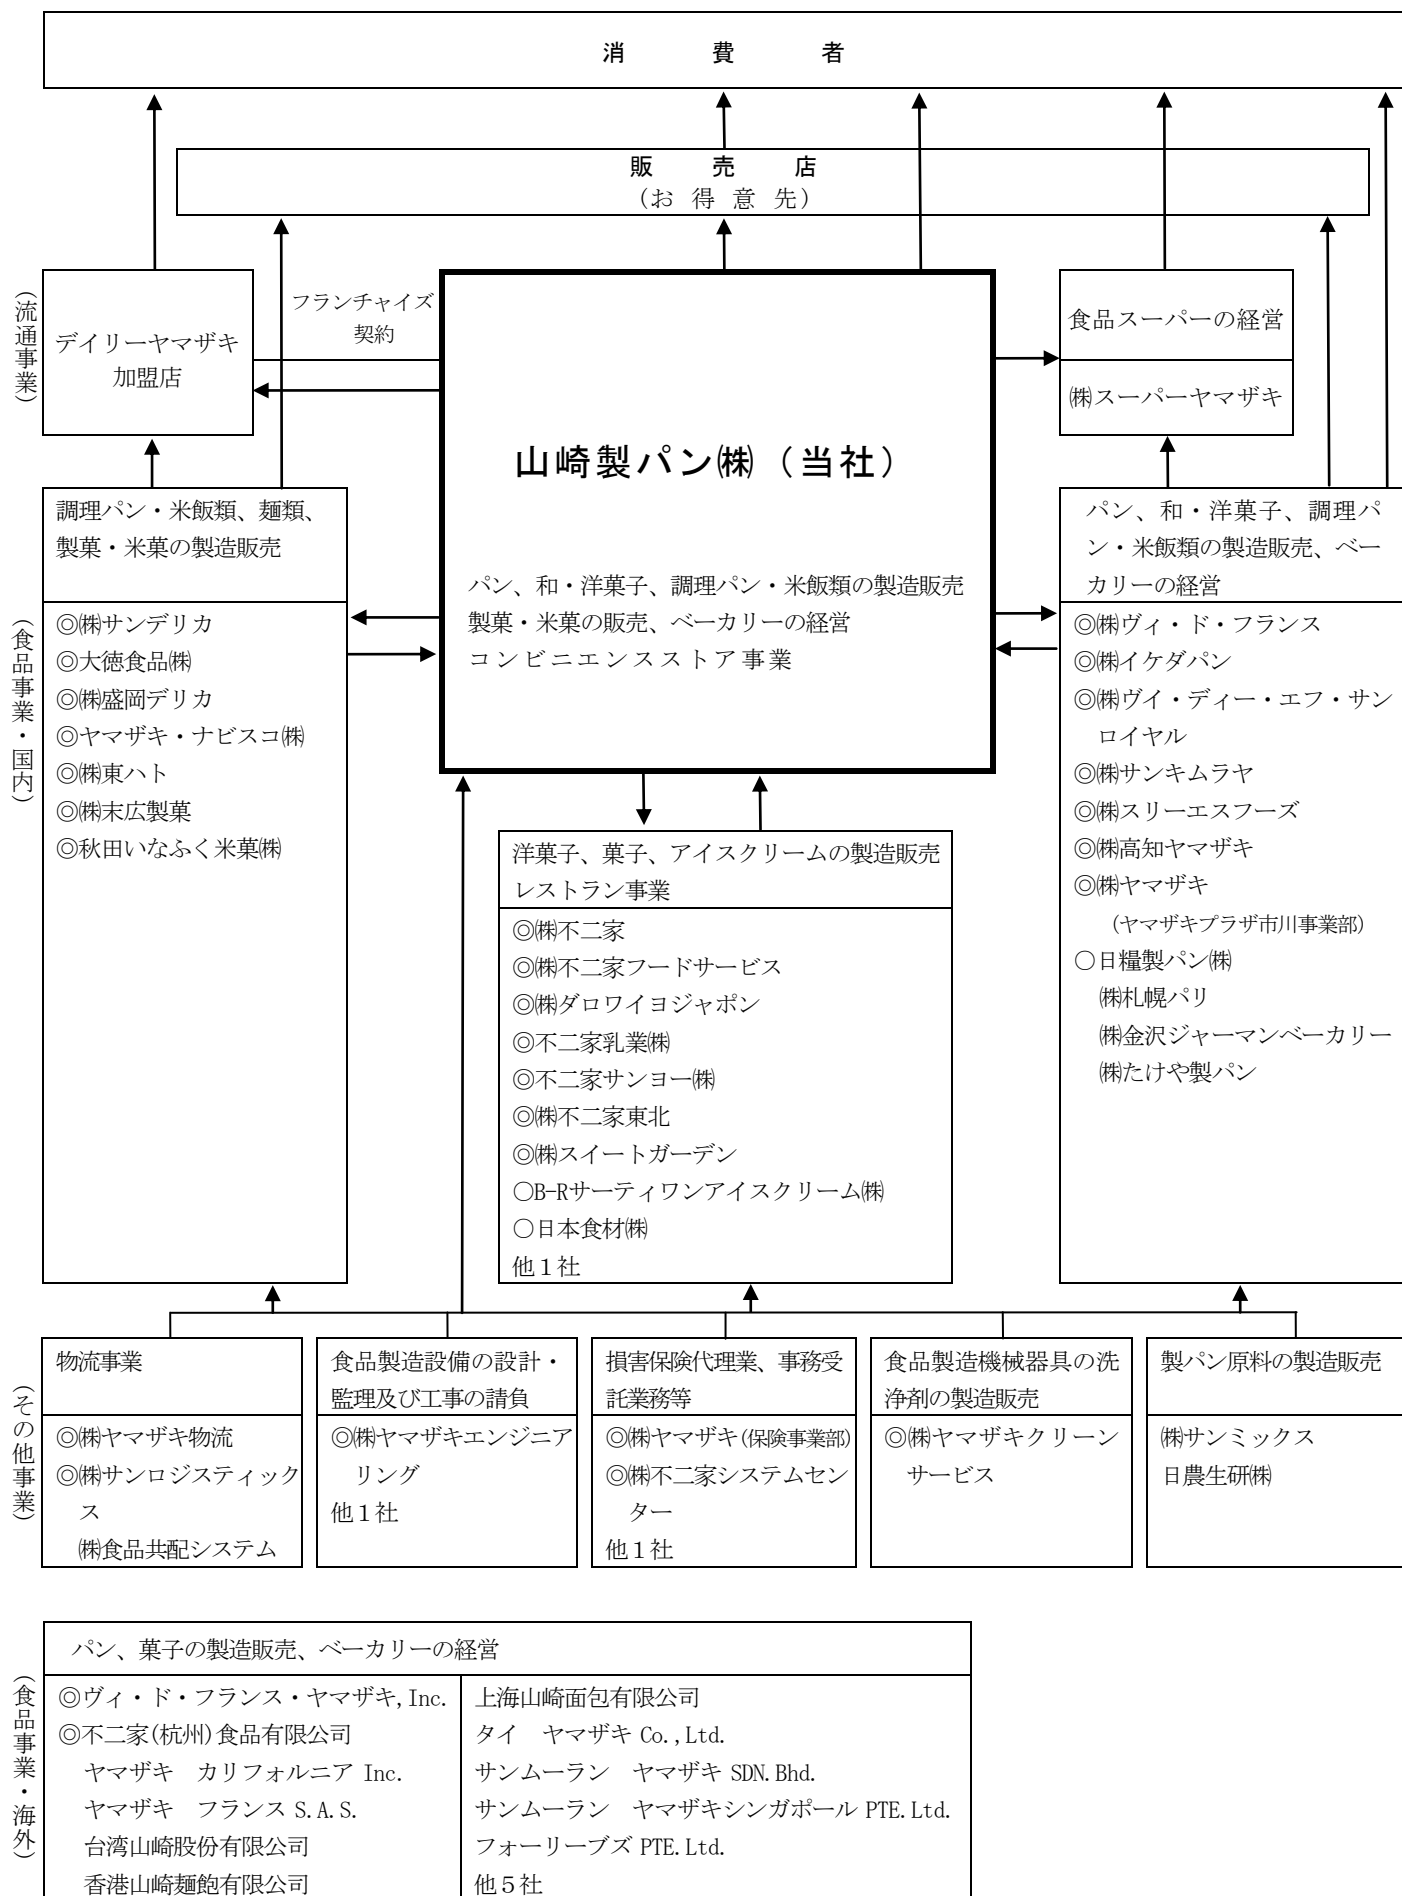 消費者
販売店
(お得意先)
(流通事業)
デイリーヤマザキ
加盟店
フランチャイズ
契約
山崎製パン㈱（当社）
パン、和・洋菓子、調理パン・米飯類の製造販売
製菓・米菓の販売、ベーカリーの経営
コンビニエンスストア事業
食品スーパーの経営
㈱スーパーヤマザキ
(食品事業・国内)
調理パン・米飯類、麺類、
製菓・米菓の製造販売
◎㈱サンデリカ
◎大徳食品㈱
◎㈱盛岡デリカ
◎ヤマザキ・ナビスコ㈱
◎㈱東ハト
◎㈱末広製菓
◎秋田いなふく米菓㈱
洋菓子、菓子、アイスクリームの製造販売
レストラン事業
◎㈱不二家
◎㈱不二家フードサービス
◎㈱ダロワイヨジャポン
◎不二家乳業㈱
◎不二家サンヨー㈱
◎㈱不二家東北
◎㈱スイートガーデン
○B-Rサーティワンアイスクリーム㈱
○日本食材㈱
他１社
パン、和・洋菓子、調理パ
ン・米飯類の製造販売、ベー
カリーの経営
◎㈱ヴィ・ド・フランス
◎㈱イケダパン
◎㈱ヴイ・ディー・エフ・サン
ロイヤル
◎㈱サンキムラヤ
◎㈱スリーエスフーズ
◎㈱高知ヤマザキ
◎㈱ヤマザキ
(ヤマザキプラザ市川事業部)
○日糧製パン㈱
㈱札幌パリ
㈱金沢ジャーマンベーカリー
㈱たけや製パン
(その他事業)
物流事業
◎㈱ヤマザキ物流
◎㈱サンロジスティック
ス
㈱食品共配システム
食品製造設備の設計・
監理及び工事の請負
◎㈱ヤマザキエンジニア
リング
他１社
損害保険代理業、事務受
託業務等
◎㈱ヤマザキ(保険事業部)
◎㈱不二家システムセン
ター
他１社
食品製造機械器具の洗
浄剤の製造販売
◎㈱ヤマザキクリーン
サービス
製パン原料の製造販売
㈱サンミックス
日農生研㈱
(食品事業・海外)
パン、菓子の製造販売、ベーカリーの経営
◎ヴィ・ド・フランス・ヤマザキ,Inc.
◎不二家(杭州)食品有限公司
ヤマザキ　カリフォルニア Inc.
ヤマザキ　フランス S.A.S.
台湾山崎股份有限公司
香港山崎麺飽有限公司
上海山崎面包有限公司
タイ　ヤマザキ Co.,Ltd.
サンムーラン　ヤマザキ SDN.Bhd.
サンムーラン　ヤマザキシンガポール PTE.Ltd.
フォーリーブズ PTE.Ltd.
他５社